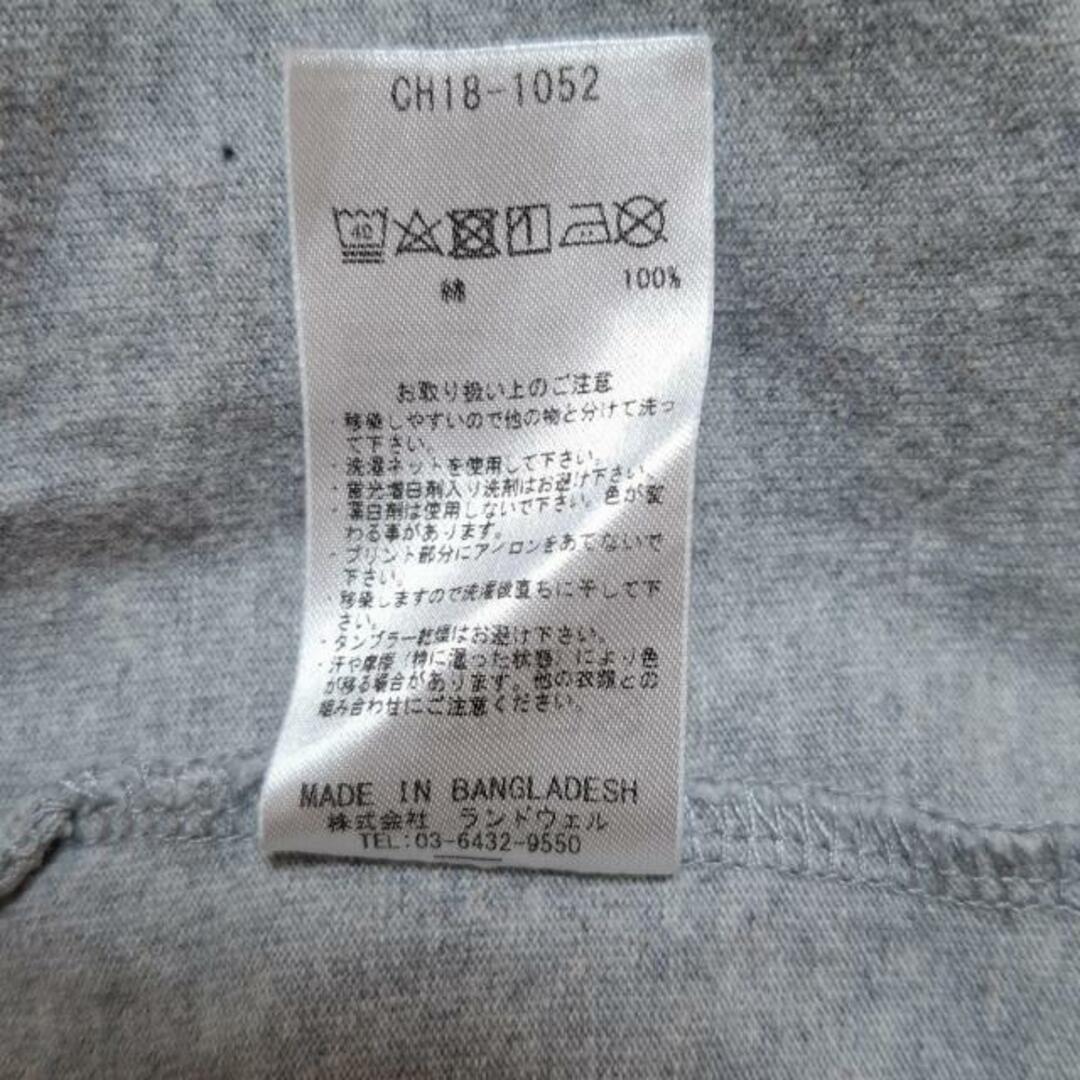 CH18-1052
40
綿 100%
お取り扱い上のご注意
・移染しやすいので他の物と分けて洗っ
て下さい。
・洗濯ネットを使用して下さい。
・蛍光増白剤入り洗剤はお避け下さい。
・漂白剤は使用しないで下さい。色が変
わる事があります。
・プリント部分にアイロンをあてないで
下さい。
・移染しますので洗濯後直ちに干して下
さい。
・タンブラー乾燥はお避け下さい。
・汗や摩擦（特に湿った状態）により色
が移る場合があります。他の衣類との
組み合わせにご注意ください。
MADE IN BANGLADESH
株式会社 ランドウェル
TEL:03-6432-9550